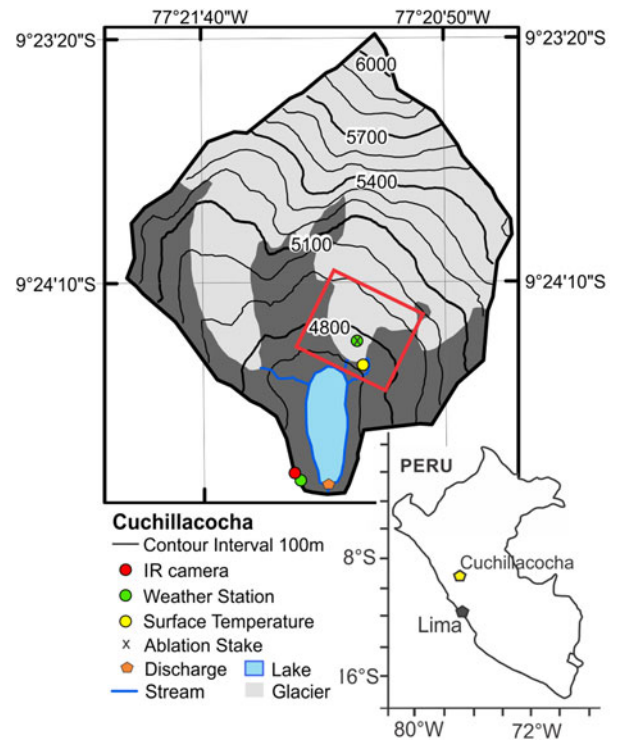 77°21'40"W 77°20'50"W
9°23'20"S 9°23'20"S
6000
5700
5400
5100
9°24'10"S 9°24'10"S
4800
Cuchillacocha
Contour Interval 100m
IR camera
Weather Station
Surface Temperature
x Ablation Stake
Discharge Lake
Stream Glacier
PERU
8°S
Cuchillacocha
Lima
16°S
80°W 72°W